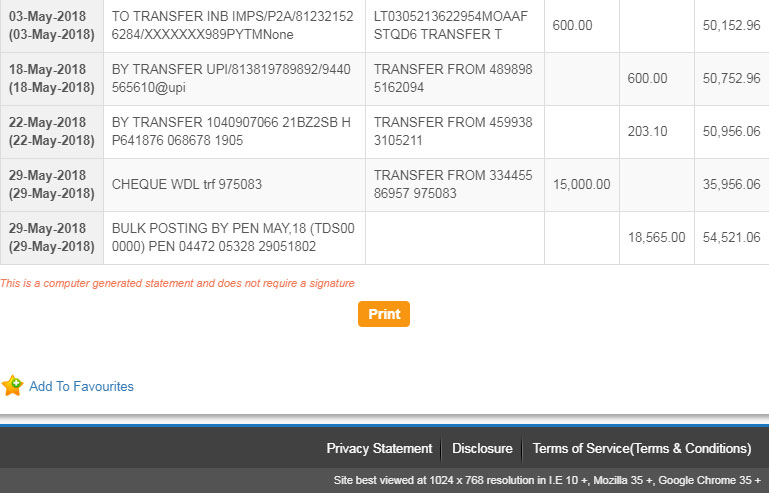 03-May-2018 TO TRANSFER INB IMPS/P2A/81232152 LT0305213622954MOAAF 600.00 50,152.96
(03-May-2018) 6284/XXXXXXX989PYTMNone STQD6 TRANSFER T
18-May-2018 BY TRANSFER UPI/813819789892/9440 TRANSFER FROM 489898 600.00 50,752.96
(18-May-2018) 565610@upi 5162094
22-May-2018 BY TRANSFER 1040907066 21BZ2SB H TRANSFER FROM 459938 203.10 50,956.06
(22-May-2018) P641876 068678 1905 3105211
29-May-2018 CHEQUE WDL trf 975083 TRANSFER FROM 334455 15,000.00 35,956.06
(29-May-2018) 86957 975083
29-May-2018 BULK POSTING BY PEN MAY,18 (TDS00 18,565.00 54,521.06
(29-May-2018) 0000) PEN 04472 05328 29051802
This is a computer generated statement and does not require a signature
Print
Add To Favourites
Privacy Statement Disclosure Terms of Service(Terms & Conditions)
Site best viewed at 1024 x 768 resolution in I.E 10 +, Mozilla 35 +, Google Chrome 35 +